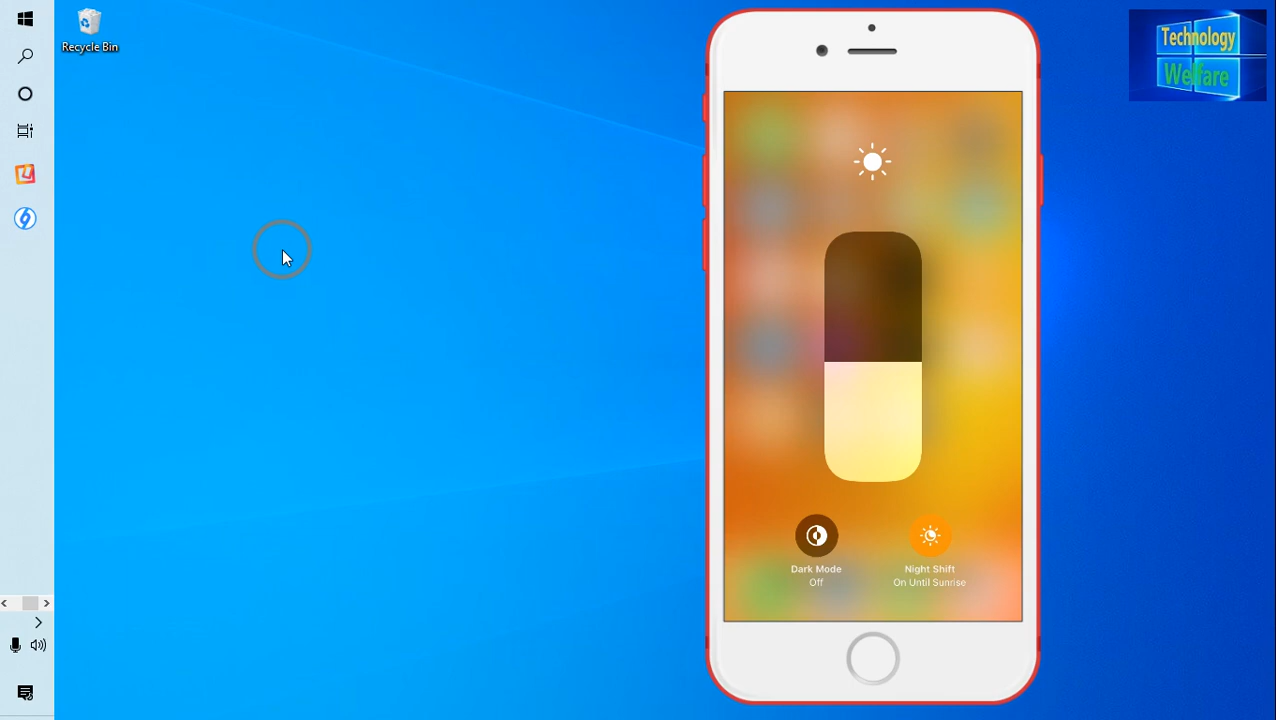 Recycle Bin
Technology
Welfare
Dark Mode
Off
Night Shift
On Until Sunrise